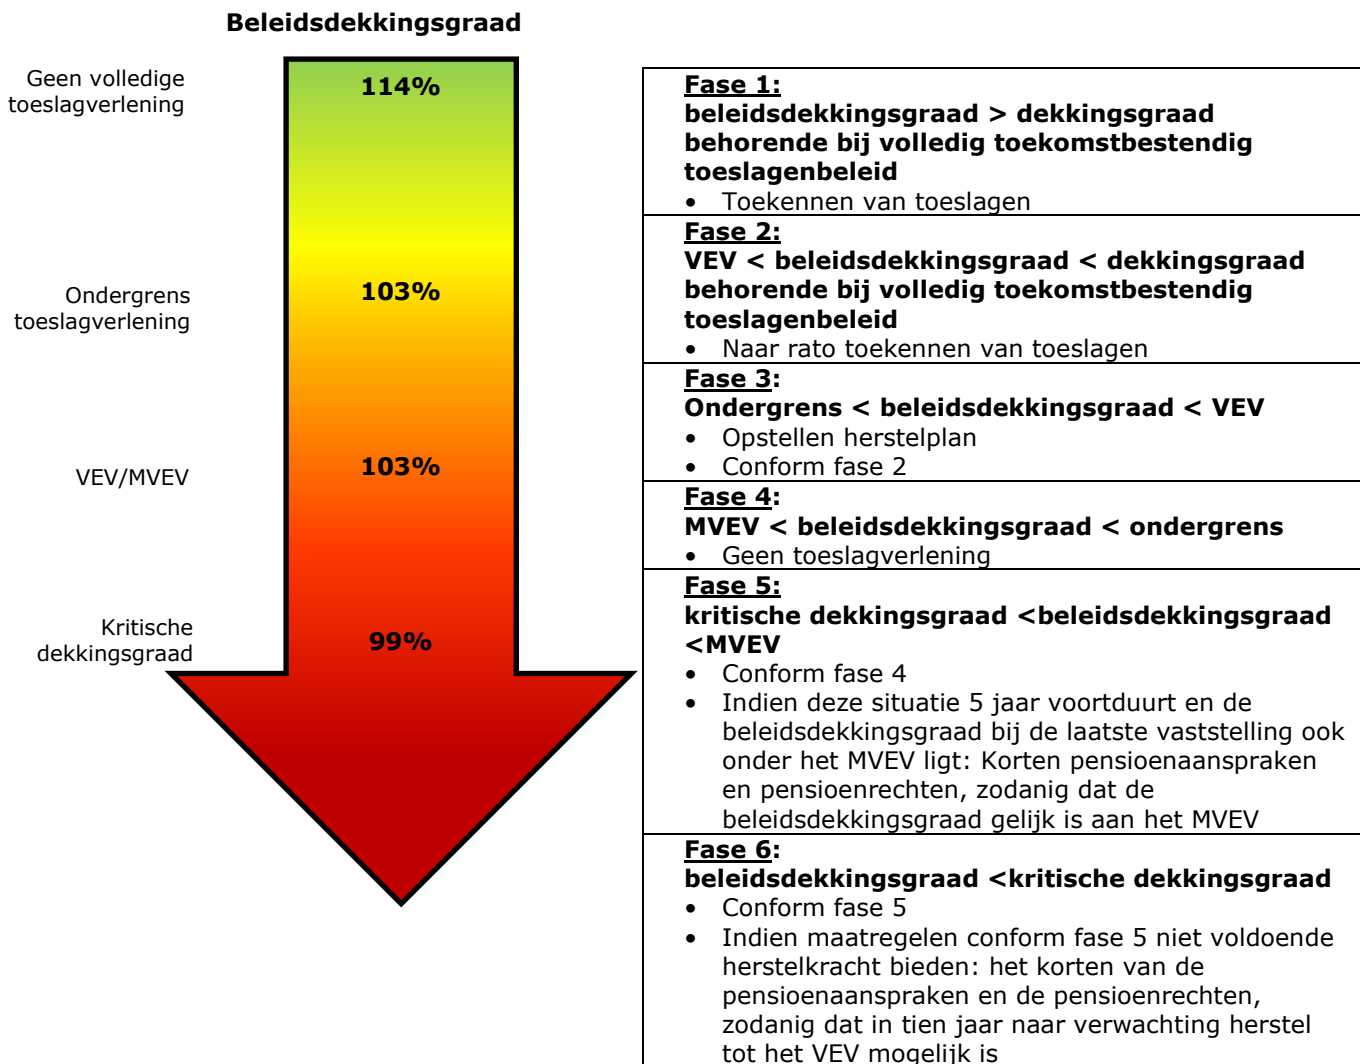 Beleidsdekkingsgraad
Geen volledige
toeslagverlening
114%
Ondergrens
toeslagverlening
103%
VEV/MVEV
103%
Kritische
dekkingsgraad
99%
Fase 1:
beleidsdekkingsgraad > dekkingsgraad
behorende bij volledig toekomstbestendig
toeslagenbeleid
• Toekennen van toeslagen
Fase 2:
VEV < beleidsdekkingsgraad < dekkingsgraad
behorende bij volledig toekomstbestendig
toeslagenbeleid
• Naar rato toekennen van toeslagen
Fase 3:
Ondergrens < beleidsdekkingsgraad < VEV
• Opstellen herstelplan
• Conform fase 2
Fase 4:
MVEV < beleidsdekkingsgraad < ondergrens
• Geen toeslagverlening
Fase 5:
kritische dekkingsgraad <beleidsdekkingsgraad
<MVEV
• Conform fase 4
• Indien deze situatie 5 jaar voortduurt en de
beleidsdekkingsgraad bij de laatste vaststelling ook
onder het MVEV ligt: Korten pensioenaanspraken
en pensioenrechten, zodanig dat de
beleidsdekkingsgraad gelijk is aan het MVEV
Fase 6:
beleidsdekkingsgraad <kritische dekkingsgraad
• Conform fase 5
• Indien maatregelen conform fase 5 niet voldoende
herstelkracht bieden: het korten van de
pensioenaanspraken en de pensioenrechten,
zodanig dat in tien jaar naar verwachting herstel
tot het VEV mogelijk is